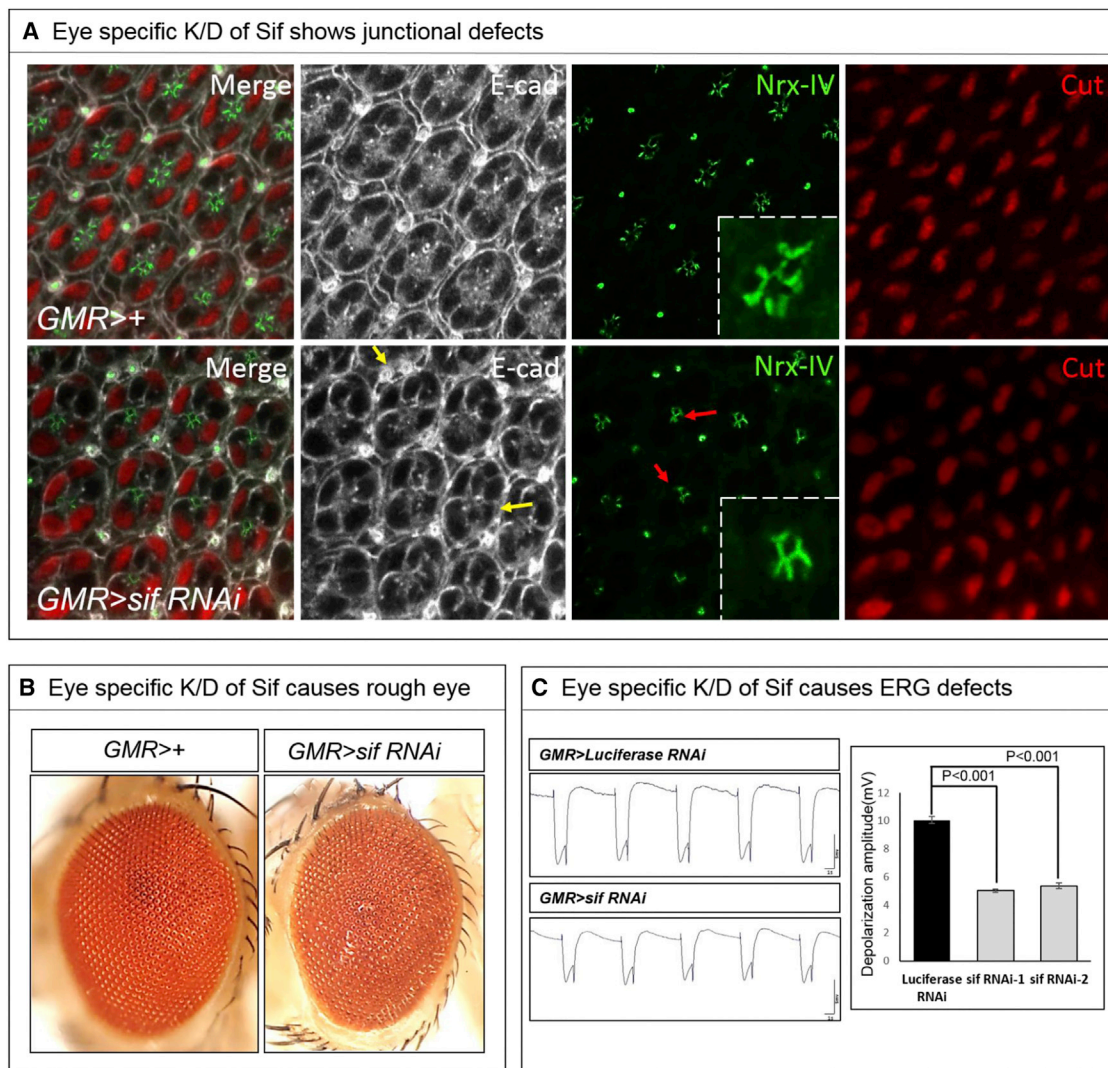 A Eye specific K/D of Sif shows junctional defects
Merge
E-cad
Nrx-IV
Cut
GMR>+
Merge
E-cad
Nrx-IV
Cut
GMR>sif RNAi
B Eye specific K/D of Sif causes rough eye
GMR>+
GMR>sif RNAi
C Eye specific K/D of Sif causes ERG defects
GMR>Luciferase RNAi
1s
GMR>sif RNAi
1s
P<0.001
P<0.001
Depolarization amplitude(mV)
12
10
8
6
4
2
0
Luciferase RNAi
sif RNAi-1
sif RNAi-2